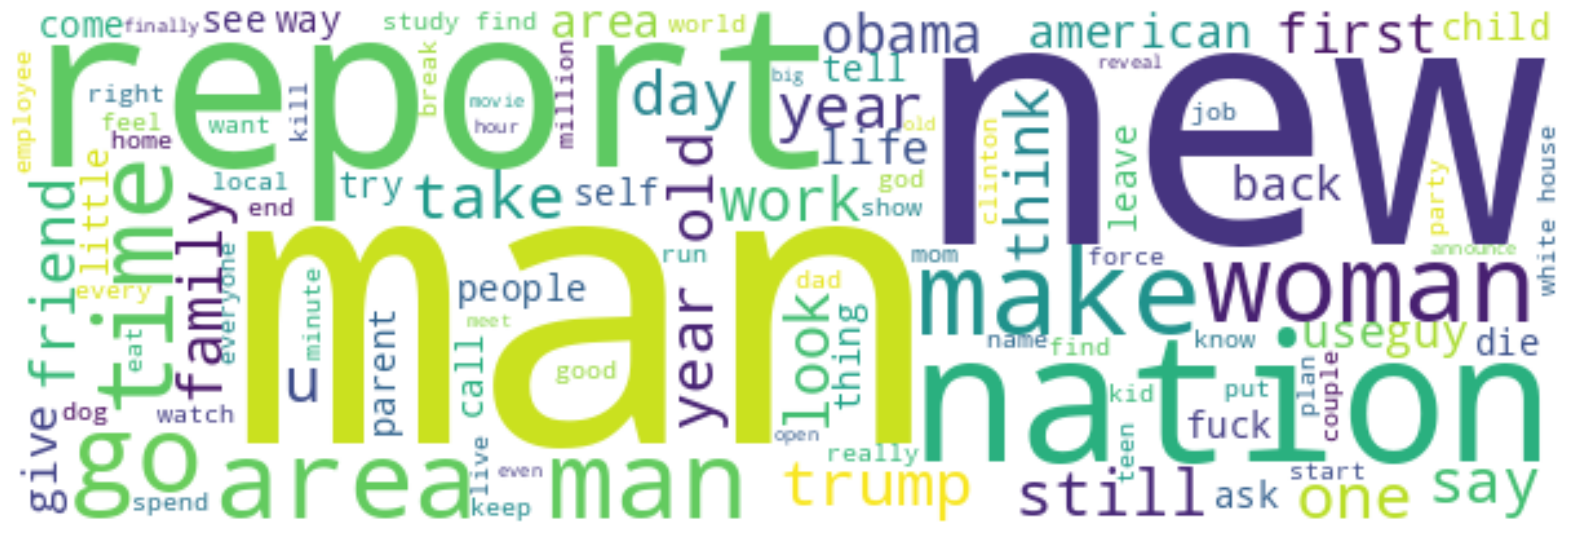 come
finally
see
way
study find
area
world
obama
american
first
child
report
new
employee
right
feel
home
want
kill
break
movie
hour
million
day
big
tell
year
old
life
reveal
job
think
clinton
leave
back
party
white house
friend
little
time
family
local
end
try
take
self
year old
work
god
show
every
everyone
man
minute
people
parent
call
meet
good
run
dad
look
thing
mom
make
force
woman
announce
eat
u
name
find
know
use
guy
die
nation
kid
put
plan
couple
fuck
teen
give
dog
watch
go
spend
area man
live
even
keep
open
really
trump
still
ask
start
one
say